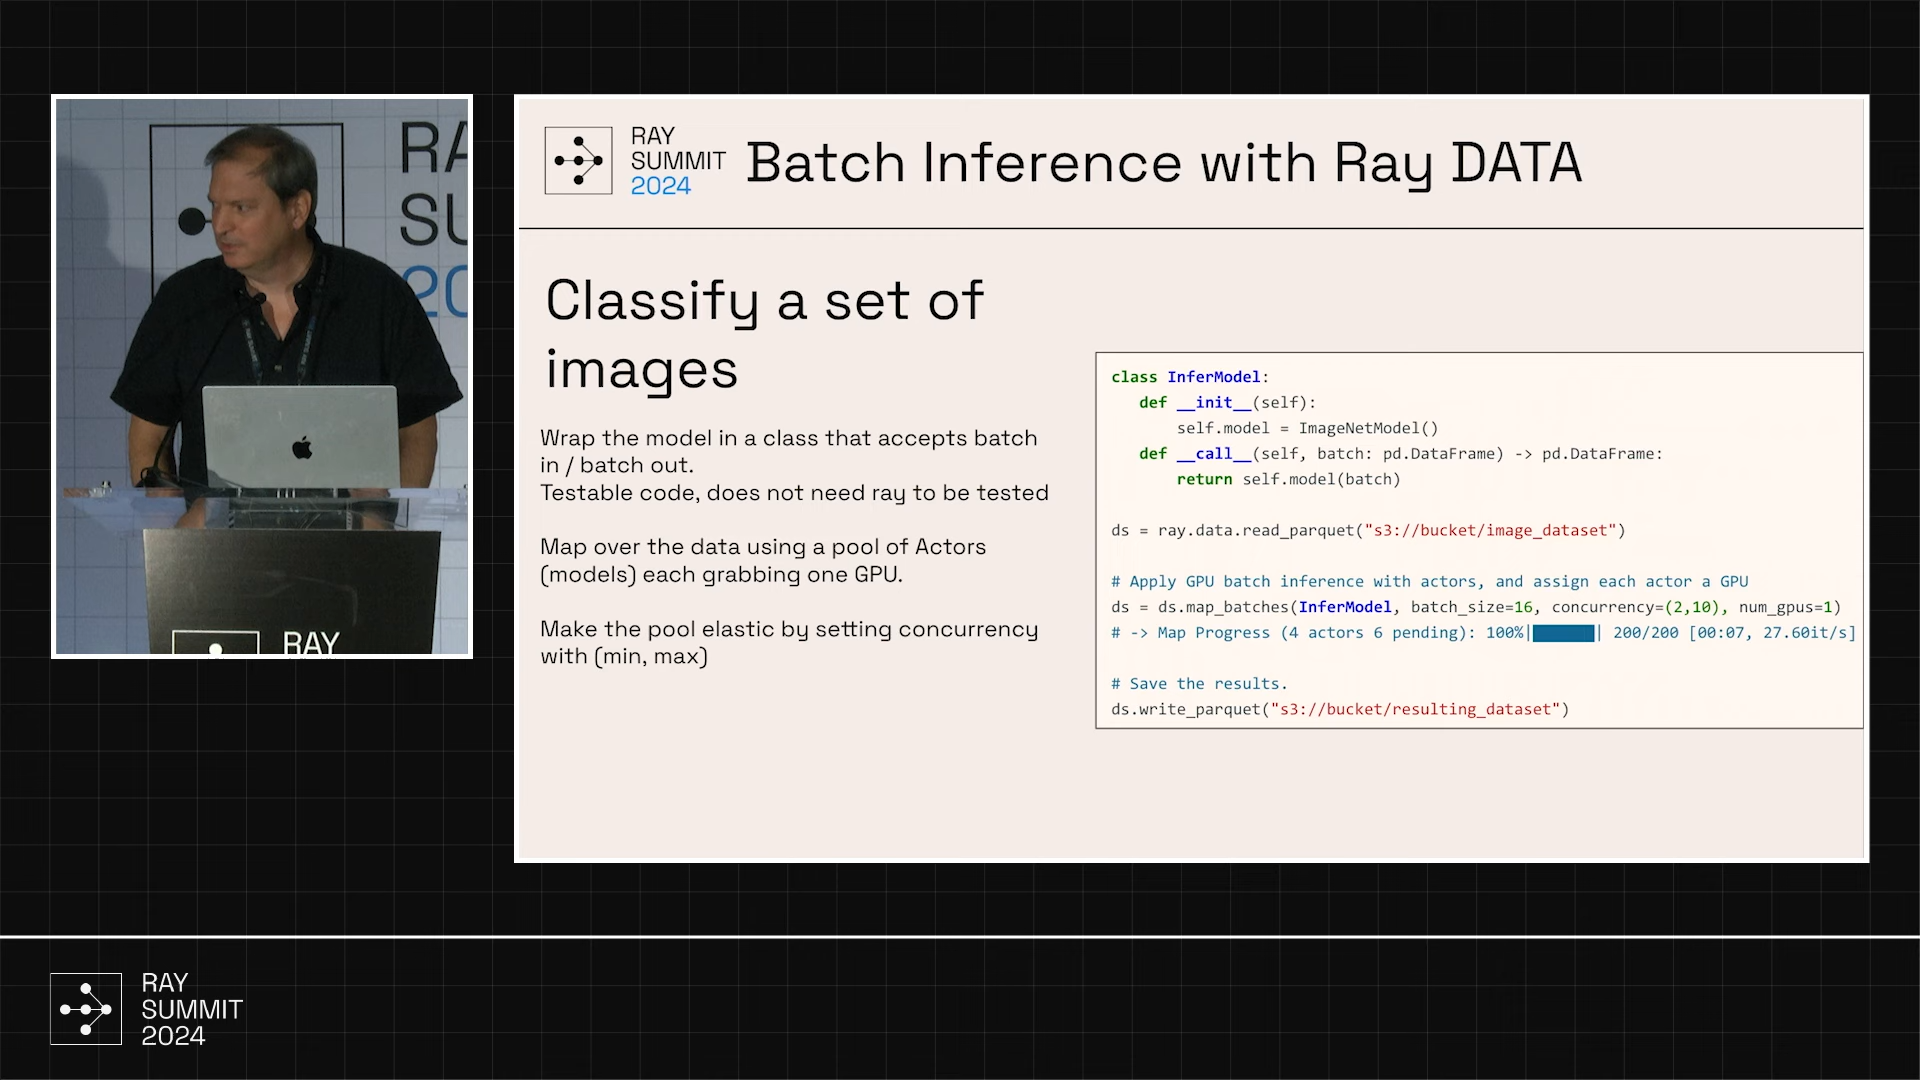 RA
SU
20
RAY
RAY
SUMMIT
2024
Batch Inference with Ray DATA
Classify a set of
images
Wrap the model in a class that accepts batch
in / batch out.
Testable code, does not need ray to be tested
Map over the data using a pool of Actors
(models) each grabbing one GPU.
Make the pool elastic by setting concurrency
with (min, max)
class InferModel:
def __init__(self):
self.model = ImageNetModel()
def __call__(self, batch: pd.DataFrame) -> pd.DataFrame:
return self.model(batch)
ds = ray.data.read_parquet("s3://bucket/image_dataset")
# Apply GPU batch inference with actors, and assign each actor a GPU
ds = ds.map_batches(InferModel, batch_size=16, concurrency=(2,10), num_gpus=1)
# -> Map Progress (4 actors 6 pending): 100%|██████| 200/200 [00:07, 27.60it/s]
# Save the results.
ds.write_parquet("s3://bucket/resulting_dataset")
RAY
SUMMIT
2024